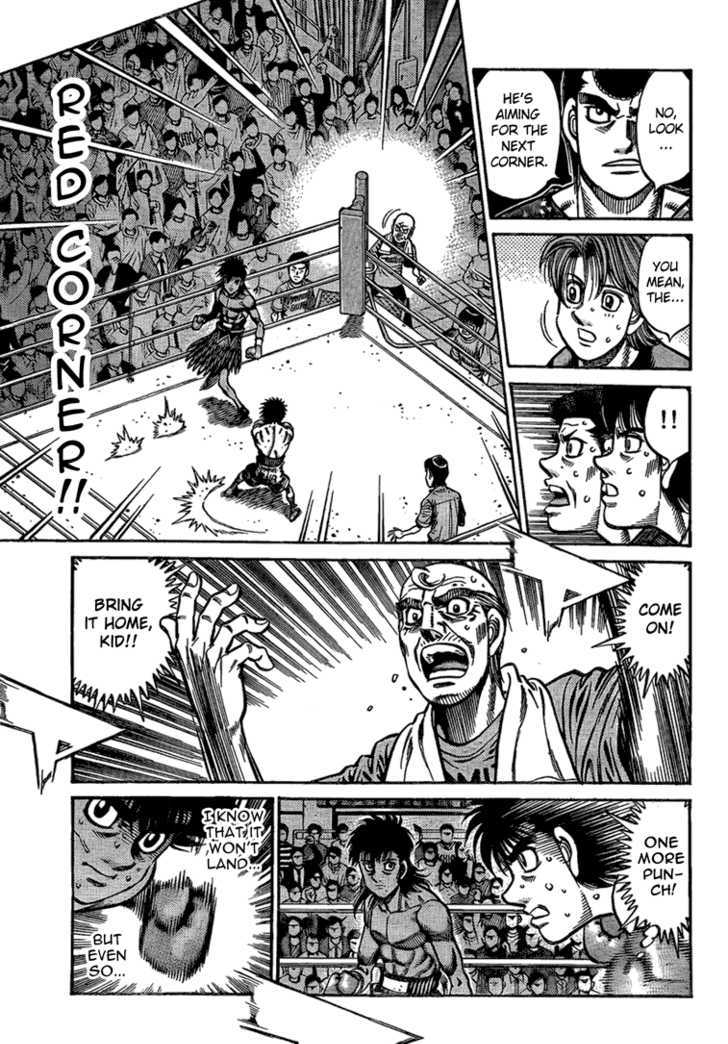 NO,
LOOK
...
HE'S
AIMING
FOR THE
NEXT
CORNER.
YOU
MEAN,
THE...
!!
RED CORNER!!
COME
ON!
BRING
IT HOME,
KID!!
ONE
MORE
PUN-
CH!
I KNOW
THAT IT
WON'T
LAND...
BUT
EVEN
SO...